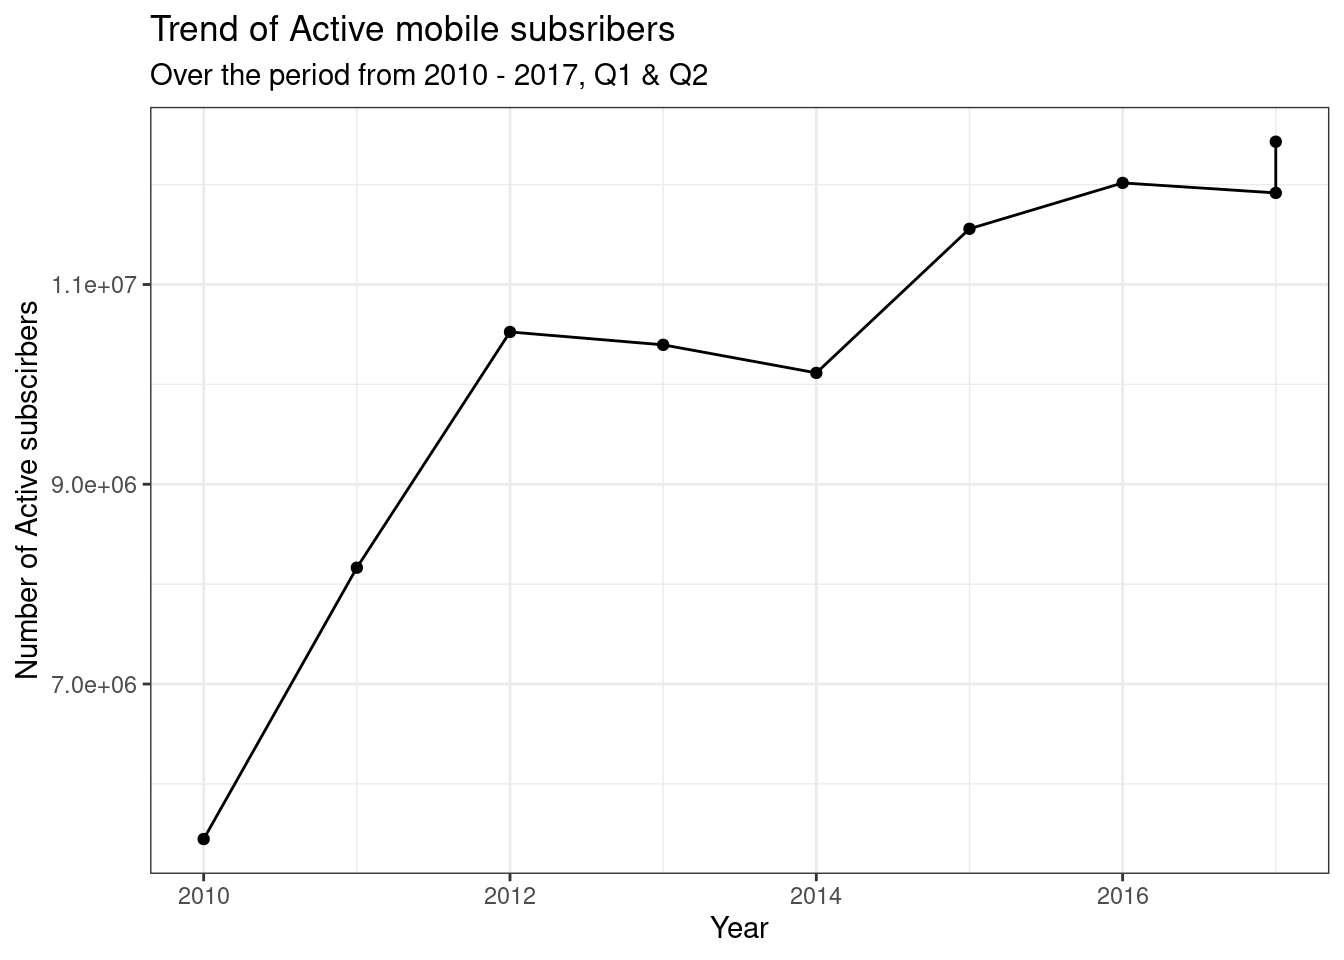 Trend of Active mobile subsribers
Over the period from 2010 - 2017, Q1 & Q2
Number of Active subscirbers
1.1e+07
9.0e+06
7.0e+06
2010
2012
2014
2016
Year